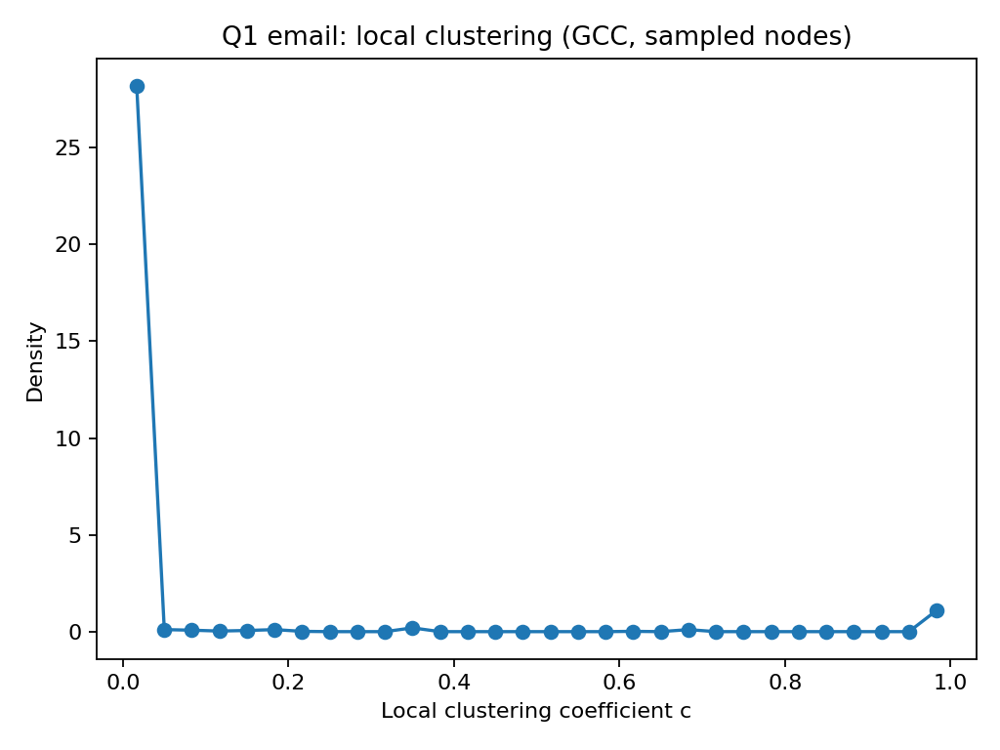 Q1 email: local clustering (GCC, sampled nodes)
25
20
15
10
5
0
Density
0.0 0.2 0.4 0.6 0.8 1.0
Local clustering coefficient c